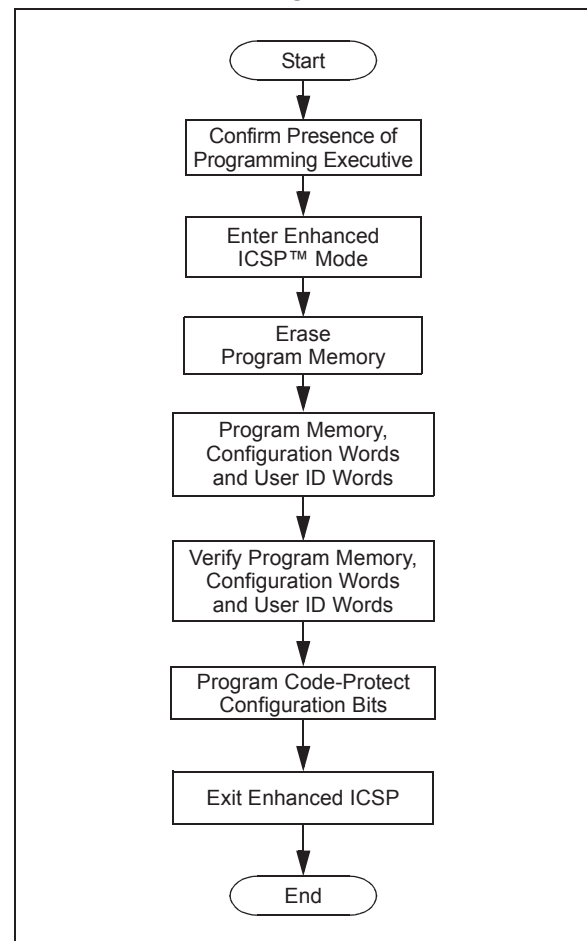 Start
Confirm Presence of
Programming Executive
Enter Enhanced
ICSP™ Mode
Erase
Program Memory
Program Memory,
Configuration Words
and User ID Words
Verify Program Memory,
Configuration Words
and User ID Words
Program Code-Protect
Configuration Bits
Exit Enhanced ICSP
End